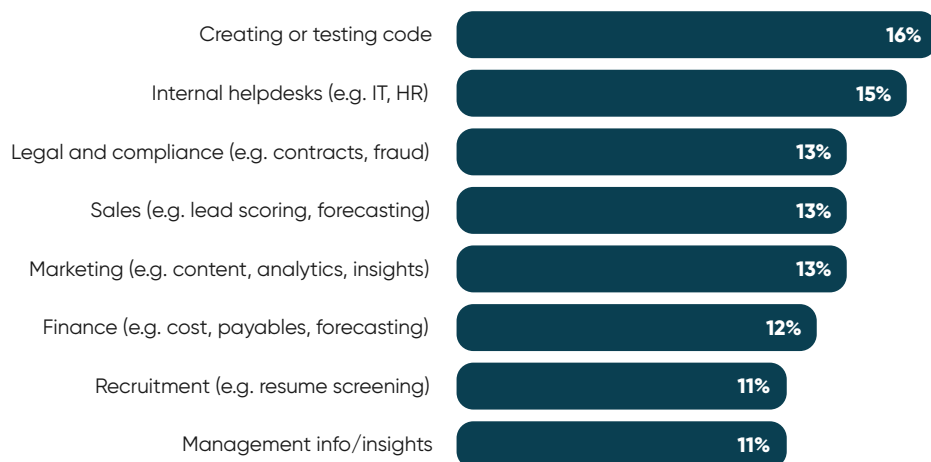 Creating or testing code 16%
Internal helpdesks (e.g. IT, HR) 15%
Legal and compliance (e.g. contracts, fraud) 13%
Sales (e.g. lead scoring, forecasting) 13%
Marketing (e.g. content, analytics, insights) 13%
Finance (e.g. cost, payables, forecasting) 12%
Recruitment (e.g. resume screening) 11%
Management info/insights 11%